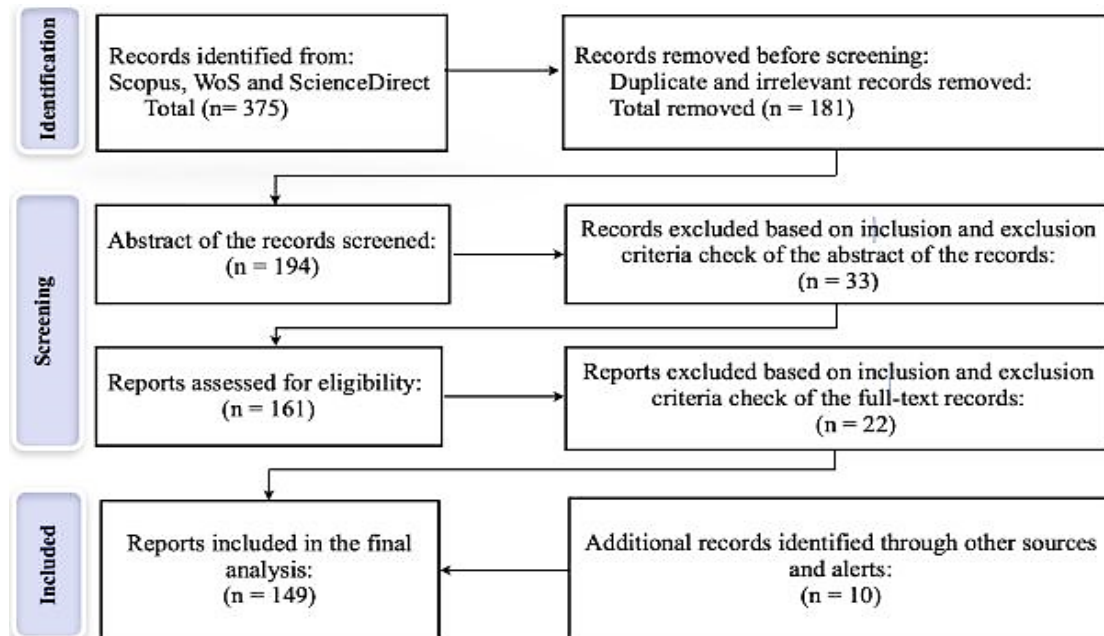 Identification
Records identified from:
Scopus, WoS and ScienceDirect
Total (n= 375)
Records removed before screening:
Duplicate and irrelevant records removed:
Total removed (n = 181)
Screening
Abstract of the records screened:
(n = 194)
Records excluded based on inclusion and exclusion
criteria check of the abstract of the records:
(n = 33)
Reports assessed for eligibility:
(n = 161)
Reports excluded based on inclusion and exclusion
criteria check of the full-text records:
(n = 22)
Included
Reports included in the final
analysis:
(n = 149)
Additional records identified through other sources
and alerts:
(n = 10)